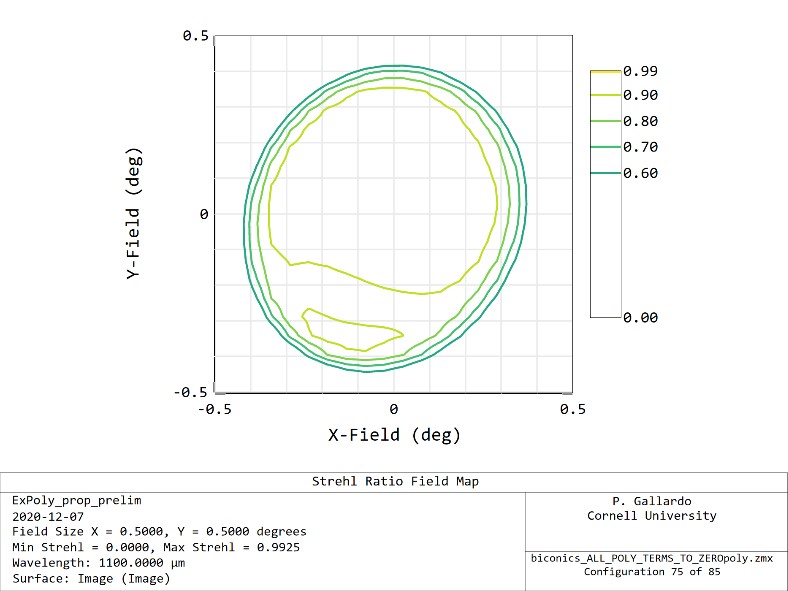 0.5
0
-0.5
Y-Field (deg)
-0.5
0
0.5
X-Field (deg)
0.99
0.90
0.80
0.70
0.60
0.00
Strehl Ratio Field Map
ExPoly_prop_prelim
2020-12-07
Field Size X = 0.5000, Y = 0.5000 degrees
Min Strehl = 0.0000, Max Strehl = 0.9925
Wavelength: 1100.0000 µm
Surface: Image (Image)
P. Gallardo
Cornell University
biconics_ALL_POLY_TERMS_TO_ZEROpoly.zmx
Configuration 75 of 85